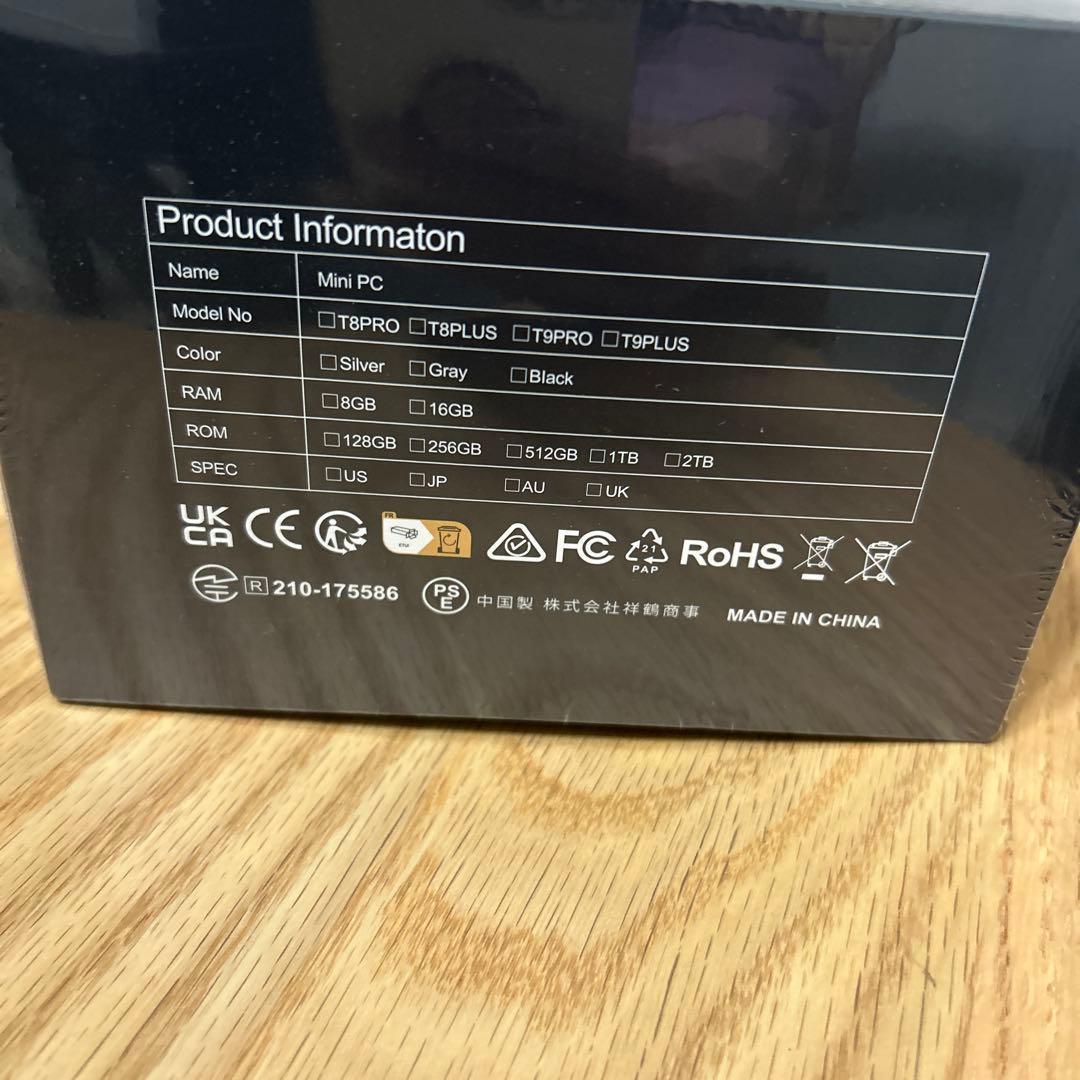 Product Informaton
Name Mini PC
Model No □T8PRO □T8PLUS □T9PRO □T9PLUS
Color □Silver □Gray □Black
RAM □8GB □16GB
ROM □128GB □256GB □512GB □1TB □2TB
SPEC □US □JP □AU □UK
UK CA CE FR ETUI FC 21 PAP RoHS
R 210-175586 PS E 中国製 株式会社祥鶴商事 MADE IN CHINA